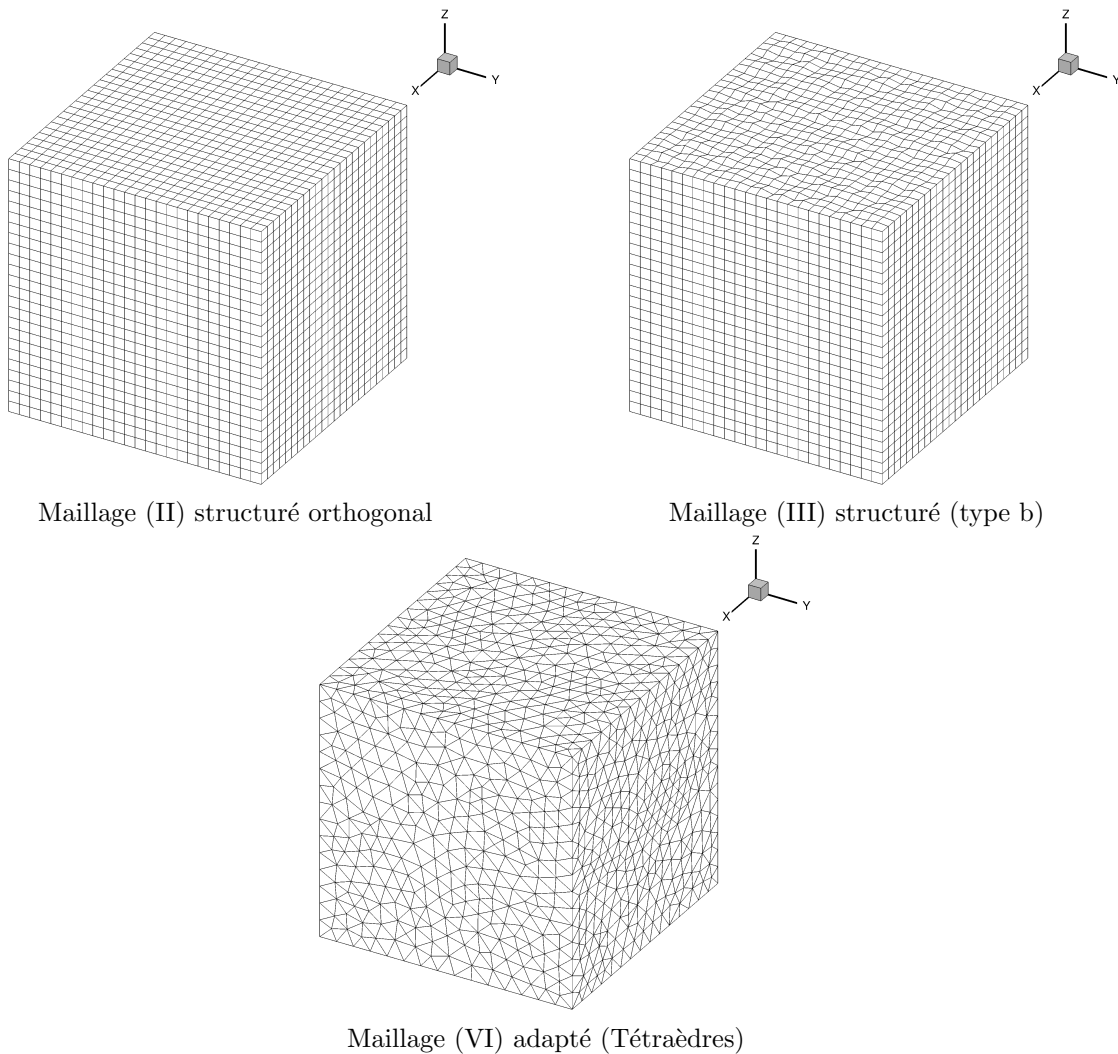 Z
X
Y
Z
X
Y
Maillage (II) structuré orthogonal
Maillage (III) structuré (type b)
Z
X
Y
Maillage (VI) adapté (Tétraèdres)